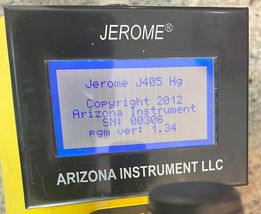 JEROME®
Jerome J405 Hg
Copyright 2012
Arizona Instrument
SN: 00306
pgm ver: 1.34
ARIZONA INSTRUMENT LLC